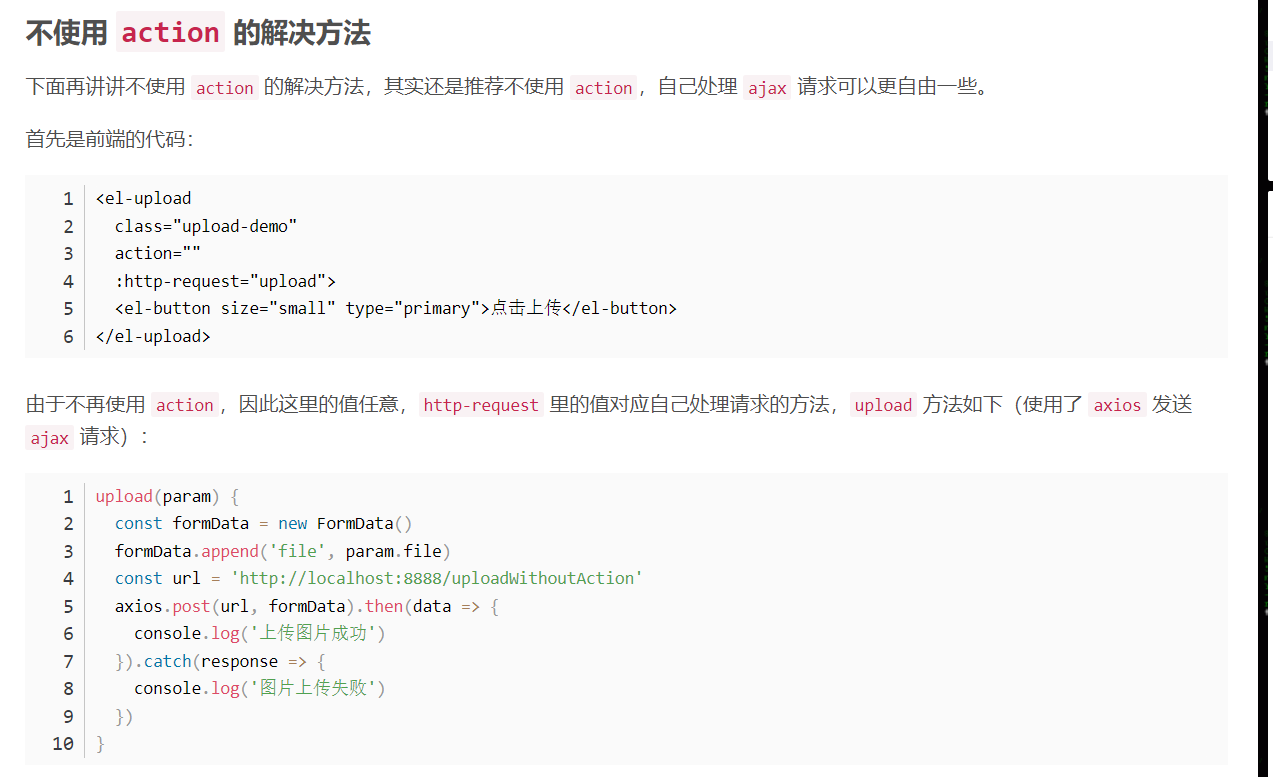 不使用 action 的解决方法
下面再讲讲不使用 action 的解决方法，其实还是推荐不使用 action ，自己处理 ajax 请求可以更自由一些。
首先是前端的代码：
1 <el-upload
2   class="upload-demo"
3   action=""
4   :http-request="upload">
5   <el-button size="small" type="primary">点击上传</el-button>
6 </el-upload>
由于不再使用 action ，因此这里的值任意， http-request 里的值对应自己处理请求的方法， upload 方法如下（使用了 axios 发送
ajax 请求）：
1 upload(param) {
2   const formData = new FormData()
3   formData.append('file', param.file)
4   const url = 'http://localhost:8888/uploadWithoutAction'
5   axios.post(url, formData).then(data => {
6     console.log('上传图片成功')
7   }).catch(response => {
8     console.log('图片上传失败')
9   })
10 }